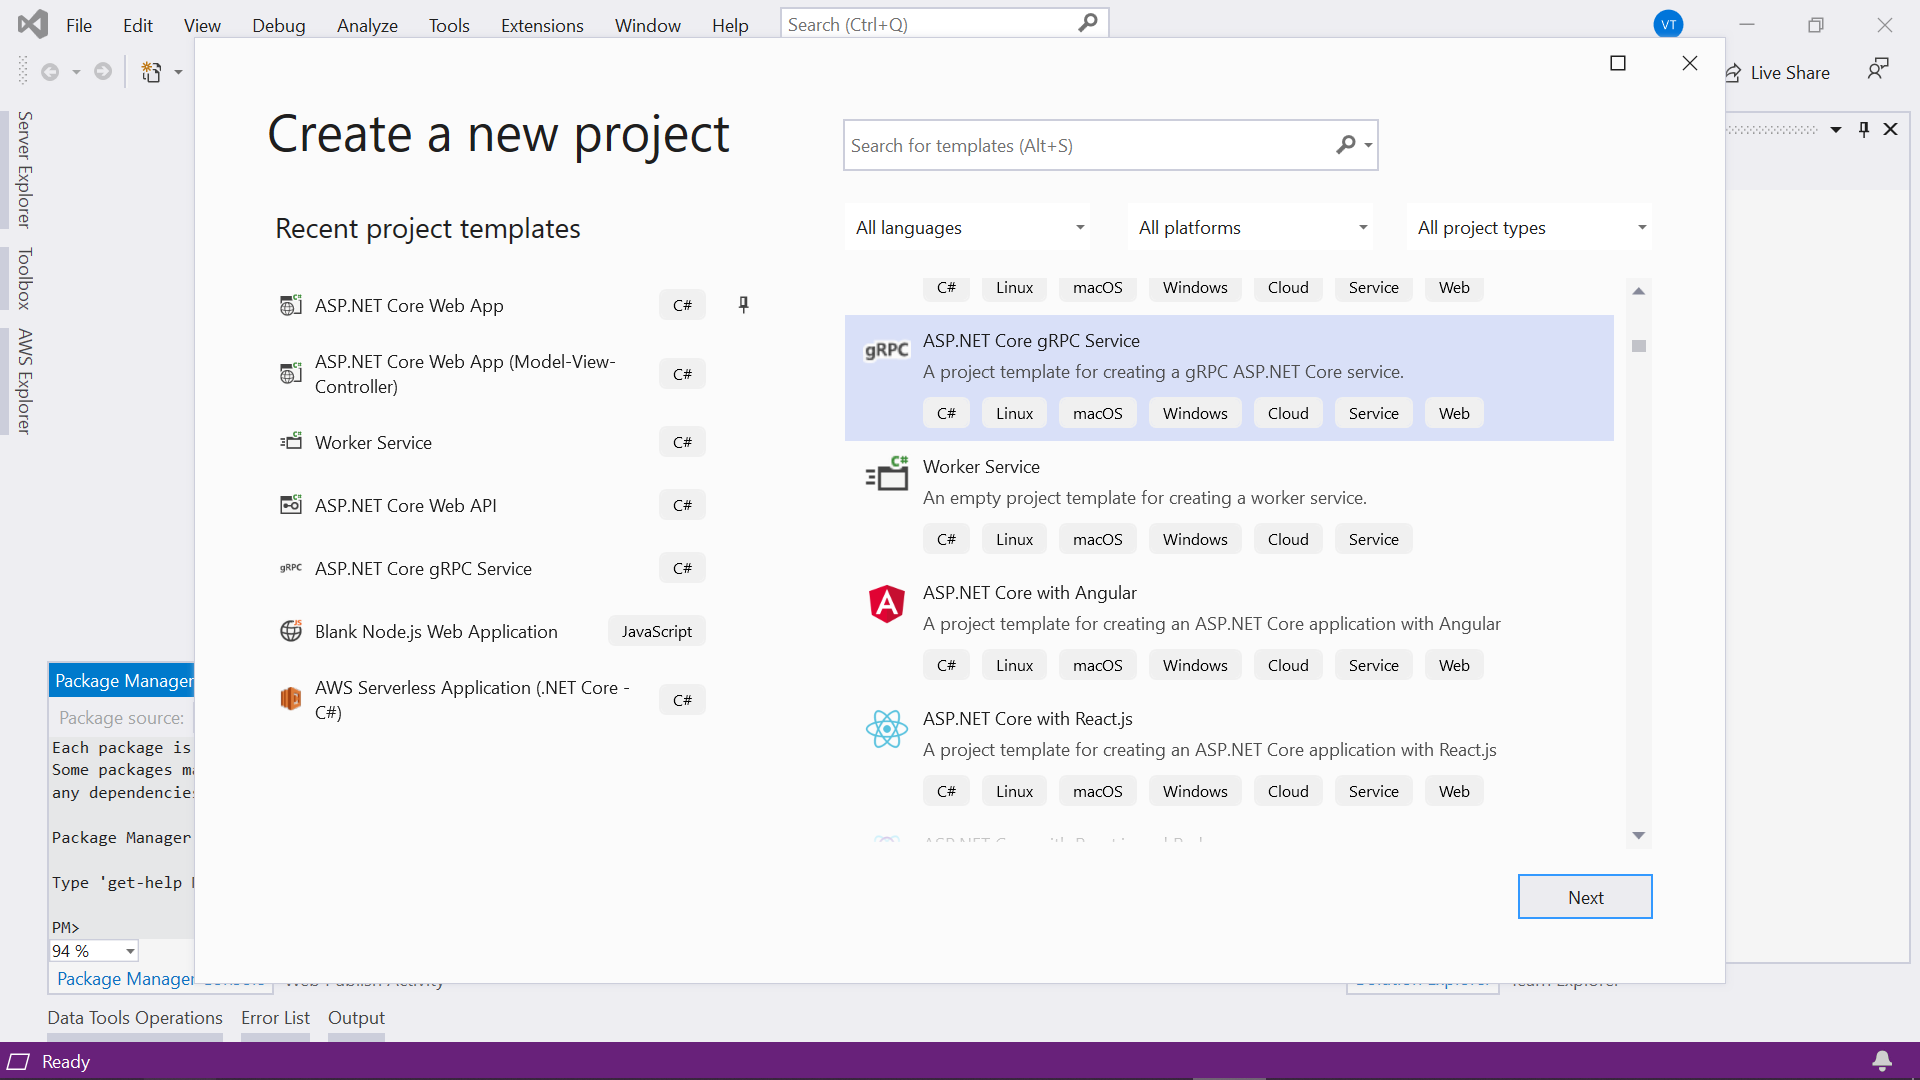 File Edit View Debug Analyze Tools Extensions Window Help Search (Ctrl+Q) VT
Live Share
Server Explorer
Toolbox
AWS Explorer
Create a new project
Search for templates (Alt+S)
Recent project templates
All languages All platforms All project types
ASP.NET Core Web App C#
ASP.NET Core Web App (Model-View-
Controller) C#
Worker Service C#
ASP.NET Core Web API C#
gRPC ASP.NET Core gRPC Service C#
Blank Node.js Web Application JavaScript
AWS Serverless Application (.NET Core -
C#) C#
C# Linux macOS Windows Cloud Service Web
gRPC ASP.NET Core gRPC Service
A project template for creating a gRPC ASP.NET Core service.
C# Linux macOS Windows Cloud Service Web
C# Worker Service
An empty project template for creating a worker service.
C# Linux macOS Windows Cloud Service
ASP.NET Core with Angular
A project template for creating an ASP.NET Core application with Angular
C# Linux macOS Windows Cloud Service Web
ASP.NET Core with React.js
A project template for creating an ASP.NET Core application with React.js
C# Linux macOS Windows Cloud Service Web
Next
Package Manager
Package source:
Each package is
Some packages
any dependencies
Package Manager
Type 'get-help
PM>
94 %
Package Manager
Data Tools Operations Error List Output
Ready